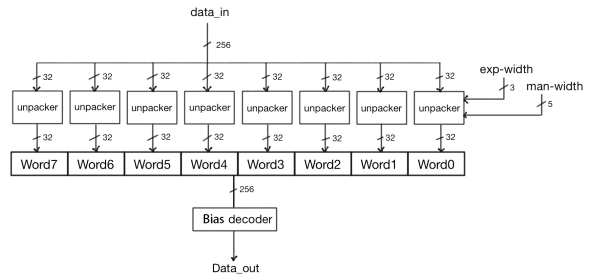 data_in
256
32 32 32 32 32 32 32 32
exp-width
3
man-width
5
unpacker unpacker unpacker unpacker unpacker unpacker unpacker unpacker
32 32 32 32 32 32 32 32
Word7 Word6 Word5 Word4 Word3 Word2 Word1 Word0
256
Bias decoder
Data_out